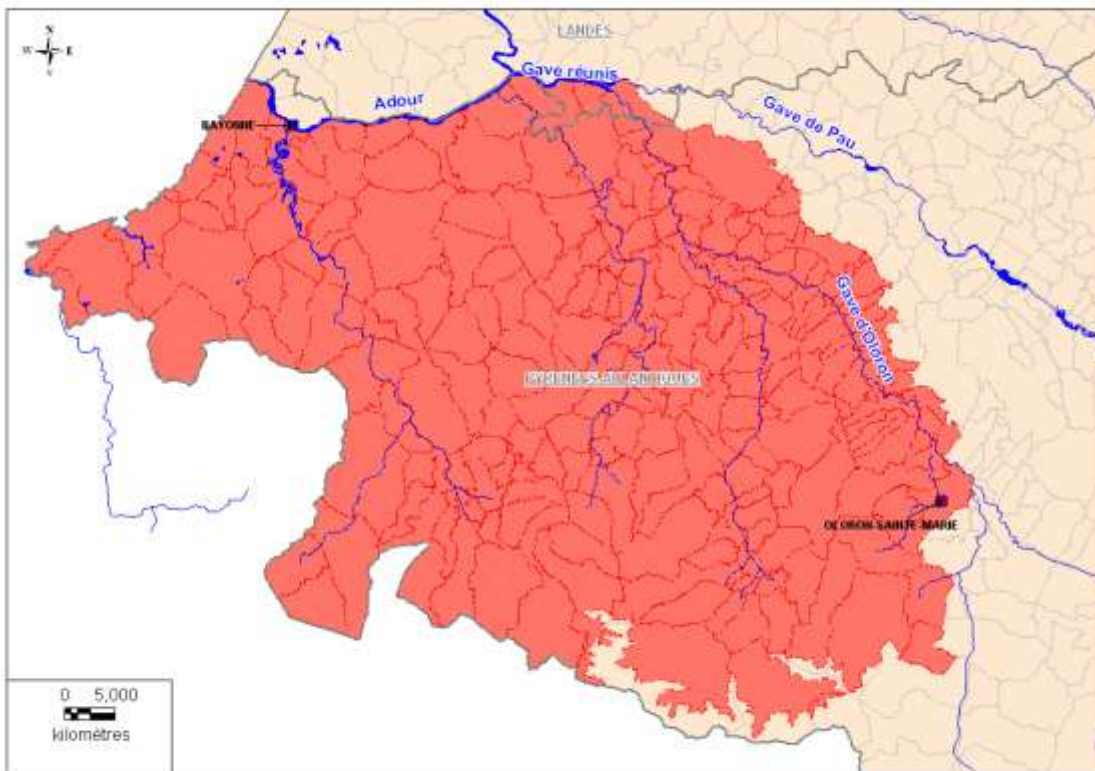 N
W E
S
LANDES
Gave réunis
Adour
Gave de Pau
BAYONNE
Gave d'Oloron
PYRENEES-ATLANTIQUES
OLORON-SAINTE-MARIE
0 5,000
kilomètres